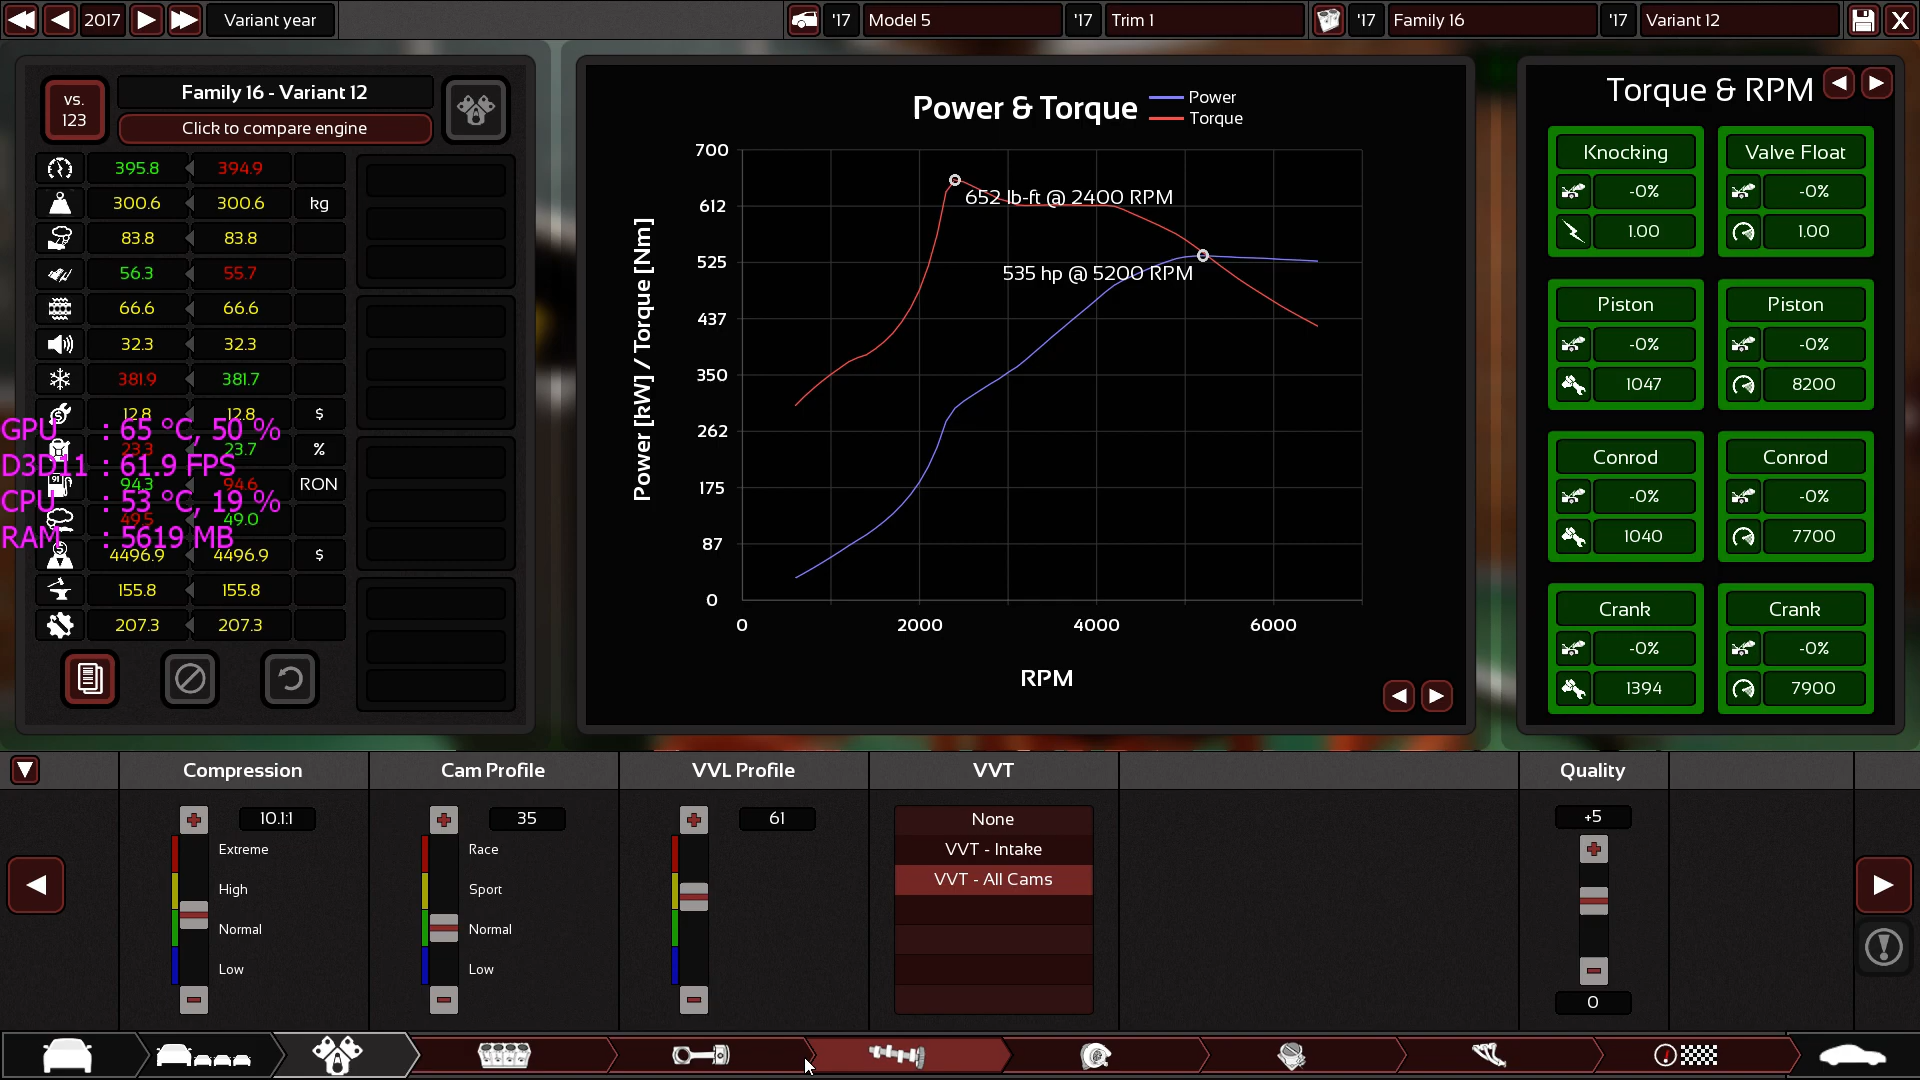 2017 Variant year '17 Model 5 '17 Trim 1 '17 Family 16 '17 Variant 12 X
vs. 123
Family 16 - Variant 12
Click to compare engine
395.8 394.9
300.6 300.6 kg
83.8 83.8
56.3 55.7
66.6 66.6
32.3 32.3
381.9 381.7
12.8 12.8 $
GPU : 65 °C, 50 %
23.3 23.7 %
D3D11 : 61.9 FPS
94.3 94.6 RON
CPU : 53 °C, 19 %
49.5 49.0
RAM : 5619 MB
4496.9 4496.9 $
155.8 155.8
207.3 207.3
Power & Torque
Power
Torque
700
612
525
437
350
262
175
87
0
Power [kW] / Torque [Nm]
652 lb-ft @ 2400 RPM
535 hp @ 5200 RPM
0 2000 4000 6000
RPM
Torque & RPM
Knocking Valve Float
-0% -0%
1.00 1.00
Piston Piston
-0% -0%
1047 8200
Conrod Conrod
-0% -0%
1040 7700
Crank Crank
-0% -0%
1394 7900
Compression Cam Profile VVL Profile VVT Quality
10.1:1
Extreme
High
Normal
Low
35
Race
Sport
Normal
Low
61
None
VVT - Intake
VVT - All Cams
+5
0